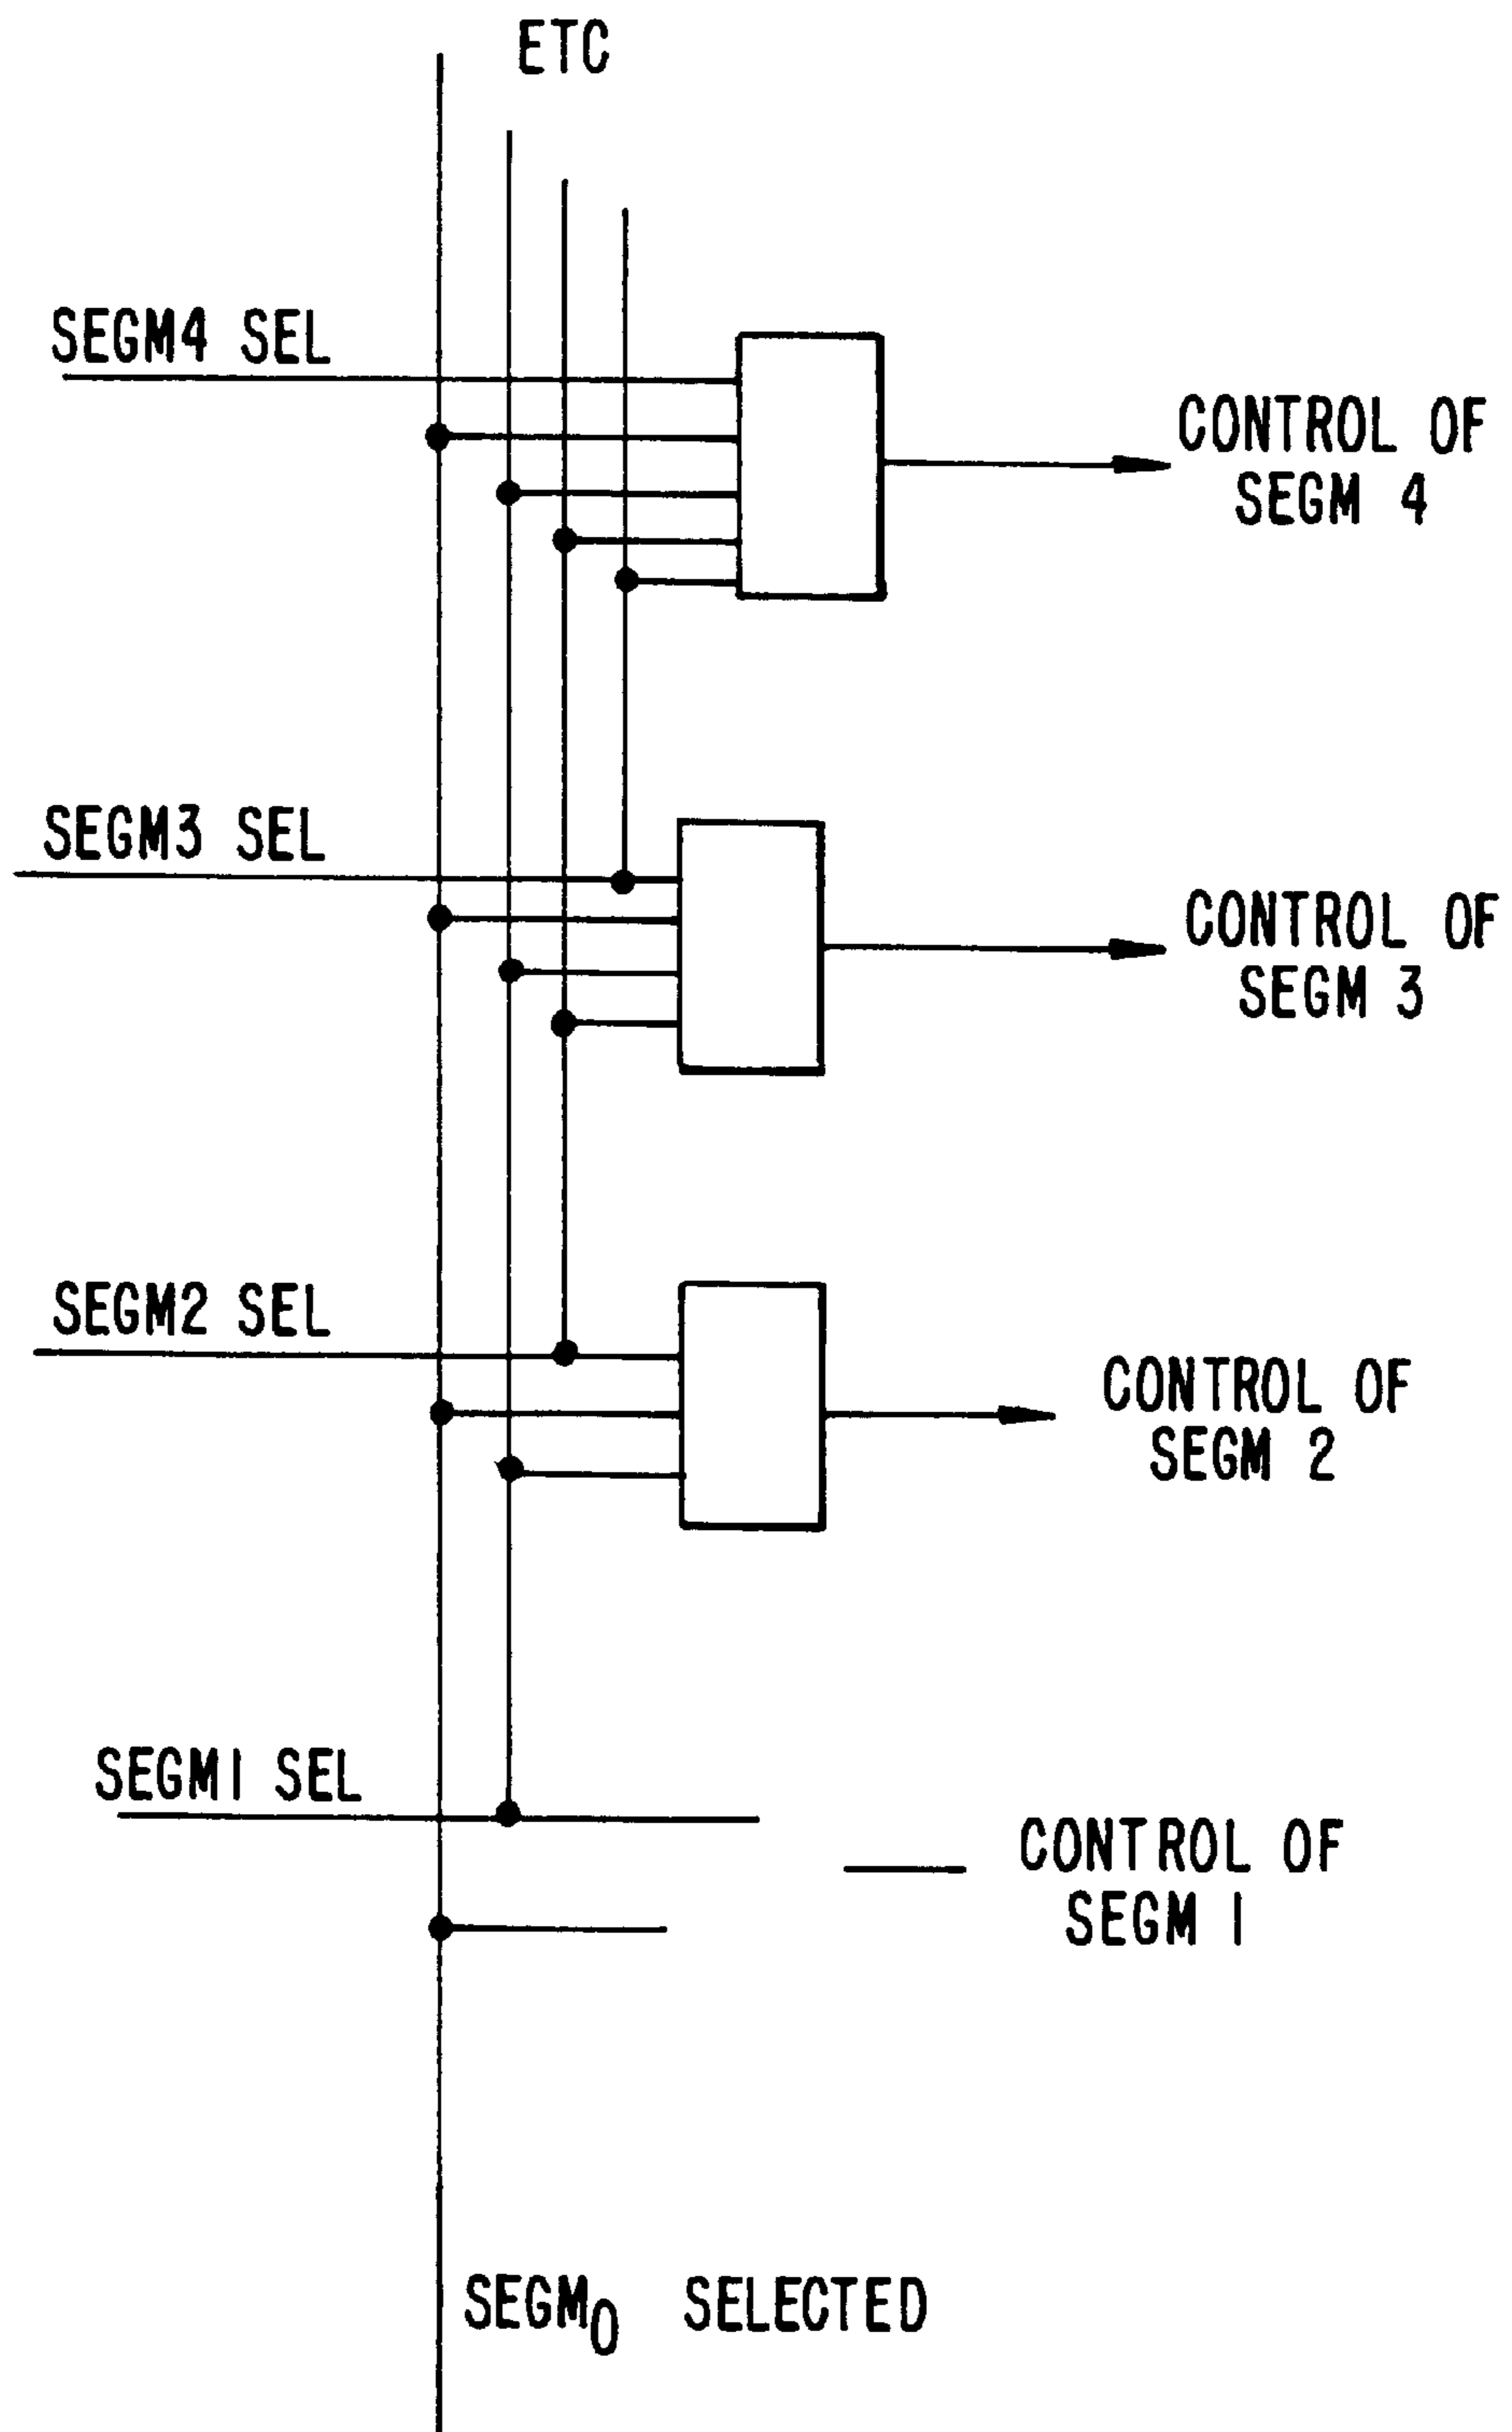 ETC
SEGM4 SEL
CONTROL OF
SEGM 4
SEGM3 SEL
CONTROL OF
SEGM 3
SEGM2 SEL
CONTROL OF
SEGM 2
SEGM1 SEL
CONTROL OF
SEGM 1
SEGM0 SELECTED